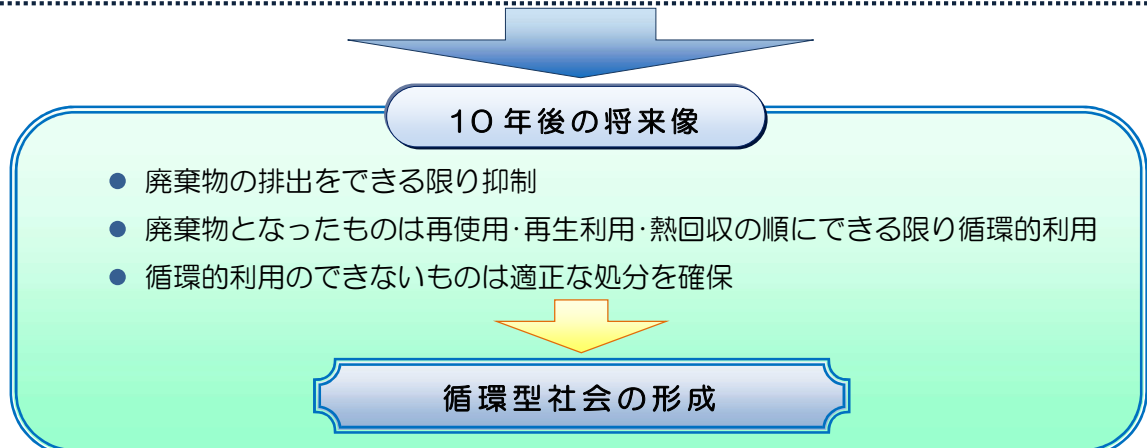 10年後の将来像
● 廃棄物の排出をできる限り抑制
● 廃棄物となったものは再使用･再生利用･熱回収の順にできる限り循環的利用
● 循環的利用のできないものは適正な処分を確保
循環型社会の形成